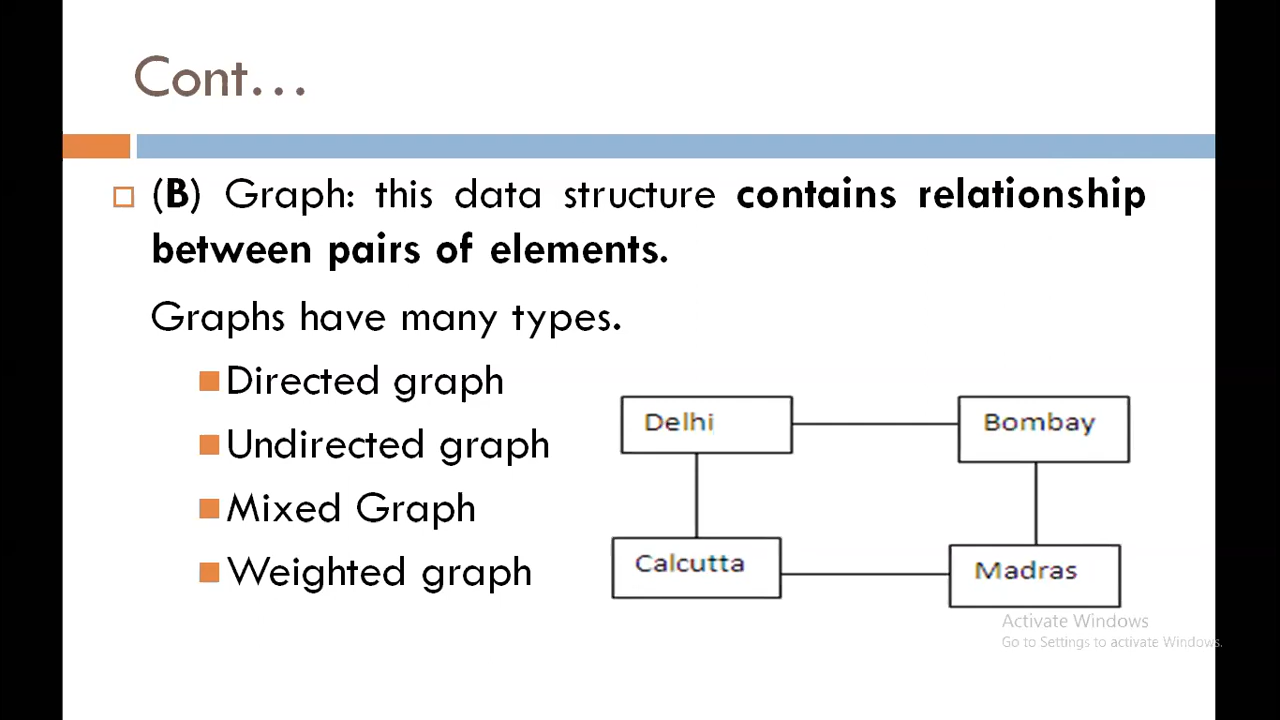 Cont...
(B) Graph: this data structure contains relationship
between pairs of elements.
Graphs have many types.
Directed graph
Undirected graph
Mixed Graph
Weighted graph
Delhi
Bombay
Calcutta
Madras
Activate Windows
Go to Settings to activate Windows.